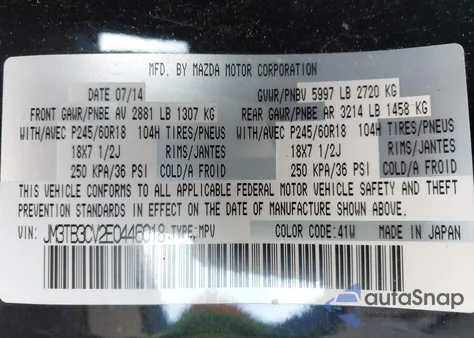 MFD. BY MAZDA MOTOR CORPORATION
DATE 07/14 GVWR/PNBV 5997 LB 2720 KG
FRONT GAWR/PNBE AV 2881 LB 1307 KG REAR GAWR/PNBE AR 3214 LB 1458 KG
WITH/AVEC P245/60R18 104H TIRES/PNEUS WITH/AVEC P245/60R18 104H TIRES/PNEUS
18X7 1/2J RIMS/JANTES 18X7 1/2J RIMS/JANTES
250 KPA/36 PSI COLD/A FROID 250 KPA/36 PSI COLD/A FROID
THIS VEHICLE CONFORMS TO ALL APPLICABLE FEDERAL MOTOR VEHICLE SAFETY AND THEFT
PREVENTION STANDARDS IN EFFECT ON THE DATE OF MANUFACTURE SHOWN ABOVE.
VIN: JM3TB3CV2E0446018 TYPE:MPV COLOR CODE:41W MADE IN JAPAN
autoSnap